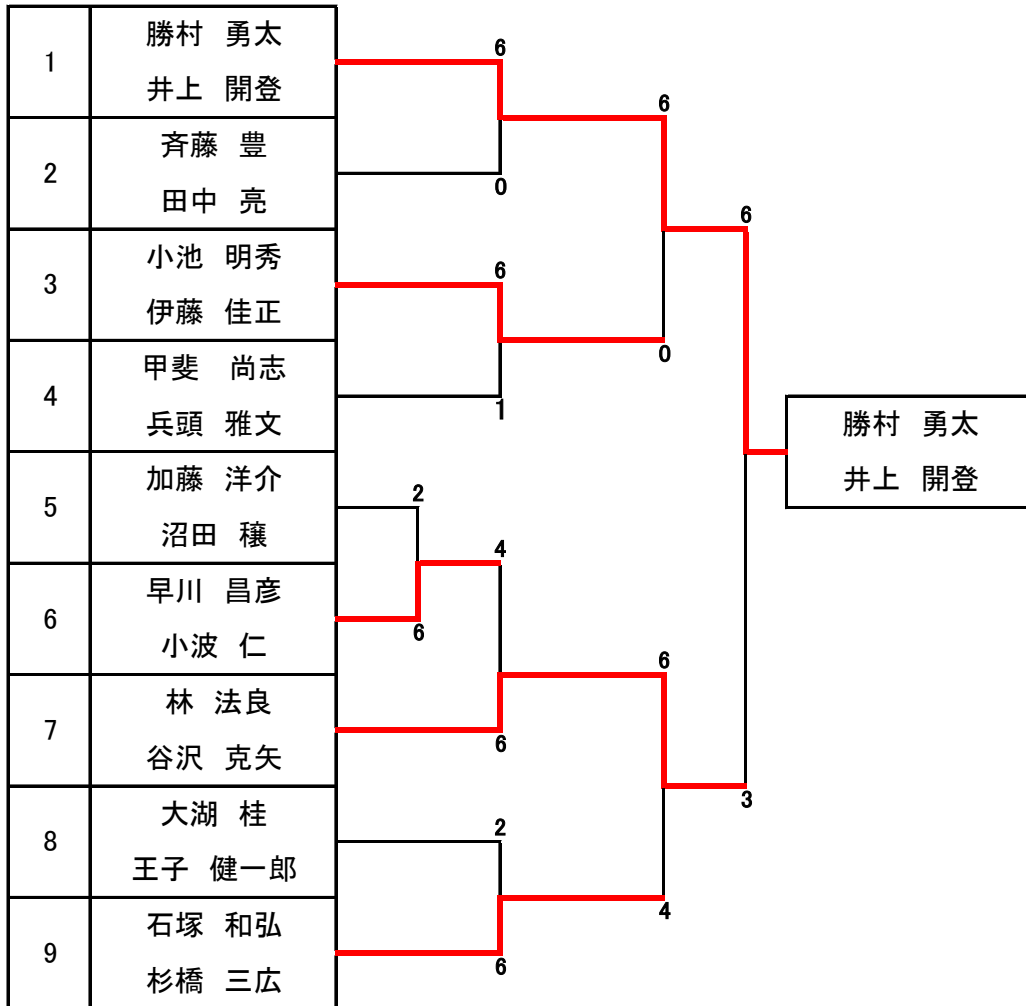 1
勝村 勇太
井上 開登
6
6
2
斉藤 豊
田中 亮
0
6
3
小池 明秀
伊藤 佳正
6
0
4
甲斐 尚志
兵頭 雅文
1
勝村 勇太
井上 開登
5
加藤 洋介
沼田 穣
2
4
6
早川 昌彦
小波 仁
6
6
7
林 法良
谷沢 克矢
6
3
8
大湖 桂
王子 健一郎
2
4
9
石塚 和弘
杉橋 三広
6